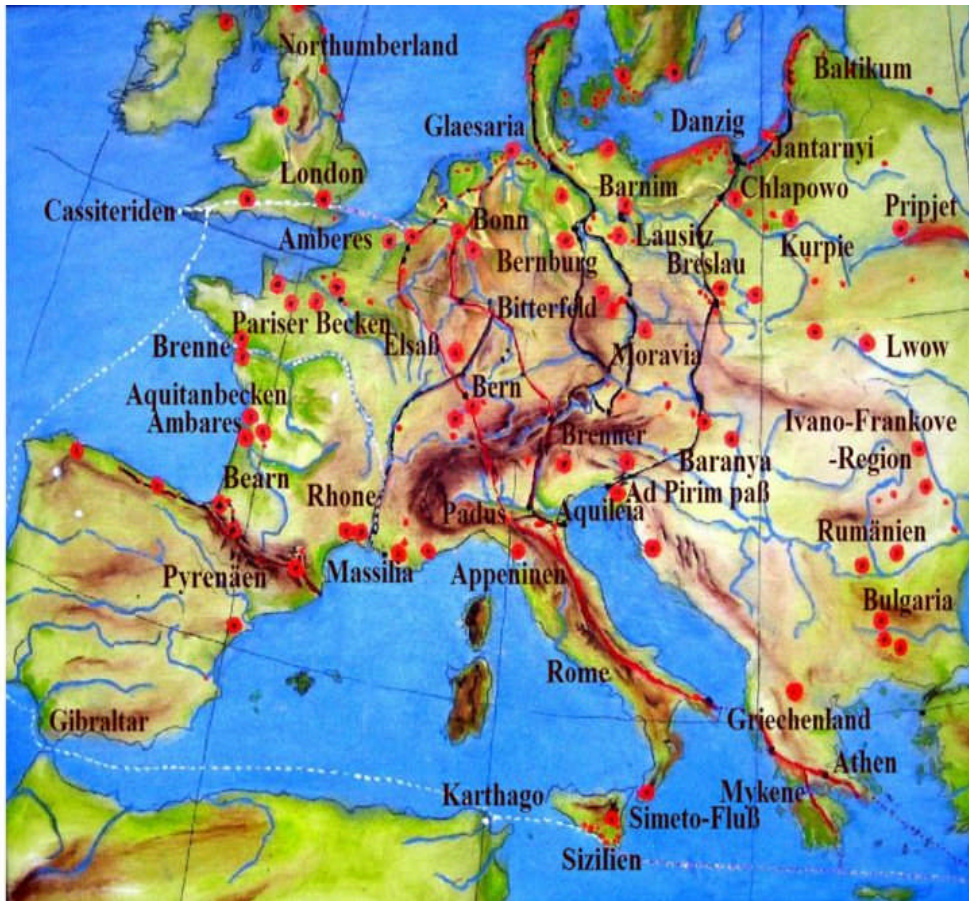 Northumberland
Baltikum
Glaesaria
Danzig
Jantarnyi
London
Barnim
Chlapowo
Cassiteriden
Bonn
Pripjet
Amberes
Lausitz
Kurpie
Bernburg
Breslau
Bitterfeld
Pariser Becken
Brenne
Elsaß
Moravia
Lwow
Aquitanbecken
Bern
Ambares
Brenner
Ivano-Frankove
-Region
Baranya
Bearn
Rhone
Ad Pirim paß
Padus
Aquileia
Rumänien
Pyrenäen
Massilia
Appeninen
Bulgaria
Rome
Gibraltar
Griechenland
Athen
Karthago
Mykene
Simeto-Fluß
Sizilien